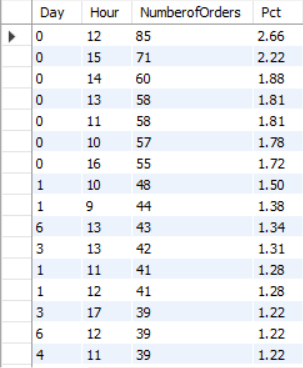 Day Hour NumberofOrders Pct
0 12 85 2.66
0 15 71 2.22
0 14 60 1.88
0 13 58 1.81
0 11 58 1.81
0 10 57 1.78
0 16 55 1.72
1 10 48 1.50
1 9 44 1.38
6 13 43 1.34
3 13 42 1.31
1 11 41 1.28
1 12 41 1.28
3 17 39 1.22
6 12 39 1.22
4 11 39 1.22